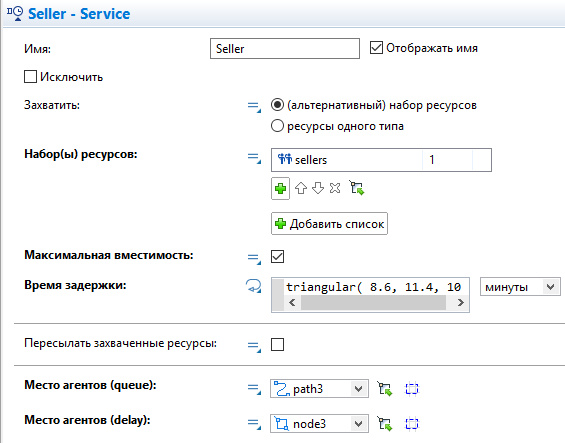 Seller - Service
Имя: Seller Отображать имя
Исключить
Захватить: (альтернативный) набор ресурсов
ресурсы одного типа
Набор(ы) ресурсов: sellers 1
Добавить список
Максимальная вместимость:
Время задержки: triangular( 8.6, 11.4, 10 минуты
Пересылать захваченные ресурсы:
Место агентов (queue): path3
Место агентов (delay): node3